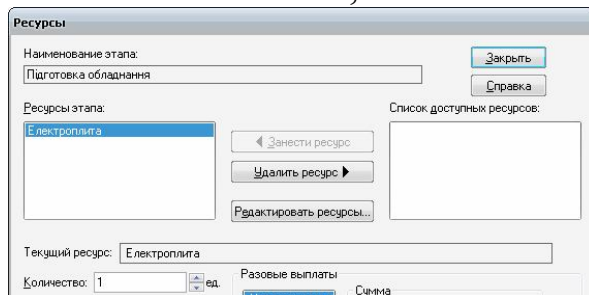 Ресурсы
Наименование этапа:
Закрыть
Підготовка обладнання
Справка
Ресурсы этапа:
Список доступных ресурсов:
Електроплита
Занести ресурс
Удалить ресурс
Редактировать ресурсы...
Текущий ресурс: Електроплита
Количество: 1 ед.
Разовые выплаты
Сумма